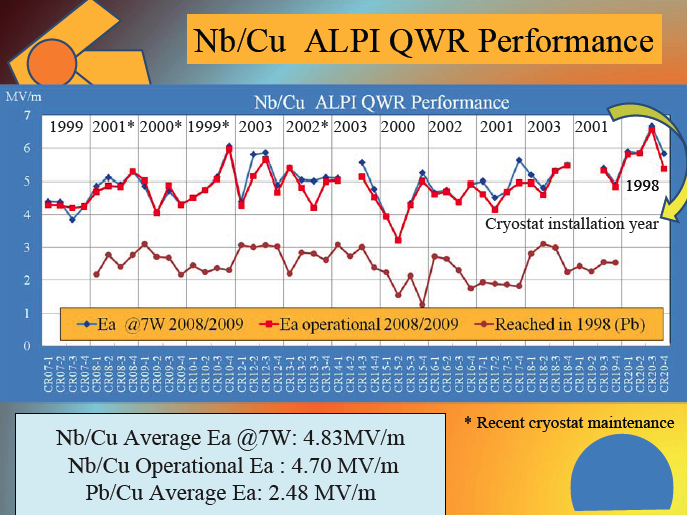 Nb/Cu ALPI QWR Performance
MV/m
Nb/Cu ALPI QWR Performance
7
6
5
4
3
2
1
0
1999 2001* 2000* 1999* 2003 2002* 2003 2000 2002 2001 2003 2001
1998
Cryostat installation year
Ea @7W 2008/2009 Ea operational 2008/2009 Reached in 1998 (Pb)
CR07-1
CR07-2
CR07-3
CR07-4
CR08-1
CR08-2
CR08-3
CR08-4
CR09-1
CR09-2
CR09-3
CR09-4
CR10-1
CR10-2
CR10-3
CR10-4
CR12-1
CR12-2
CR12-3
CR12-4
CR13-1
CR13-2
CR13-3
CR13-4
CR14-1
CR14-2
CR14-3
CR14-4
CR15-1
CR15-2
CR15-3
CR15-4
CR16-1
CR16-2
CR16-3
CR16-4
CR17-1
CR17-2
CR17-3
CR17-4
CR18-1
CR18-2
CR18-3
CR18-4
CR19-1
CR19-2
CR19-3
CR19-4
CR20-1
CR20-2
CR20-3
CR20-4
Nb/Cu Average Ea @7W: 4.83MV/m
Nb/Cu Operational Ea : 4.70 MV/m
Pb/Cu Average Ea: 2.48 MV/m
* Recent cryostat maintenance